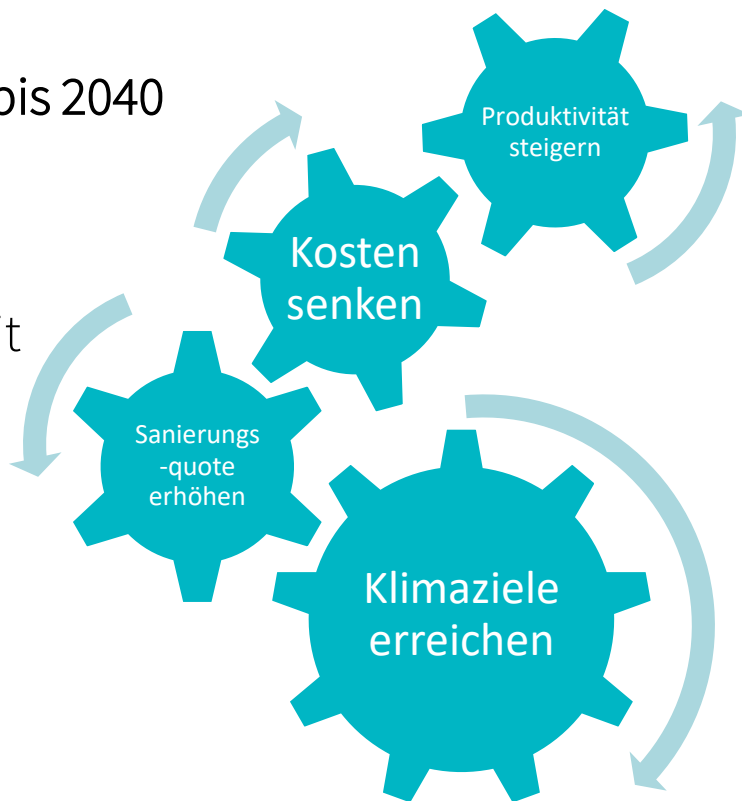 bis 2040
Produktivität
steigern
Kosten
senken
t
Sanierungs
-quote
erhöhen
Klimaziele
erreichen